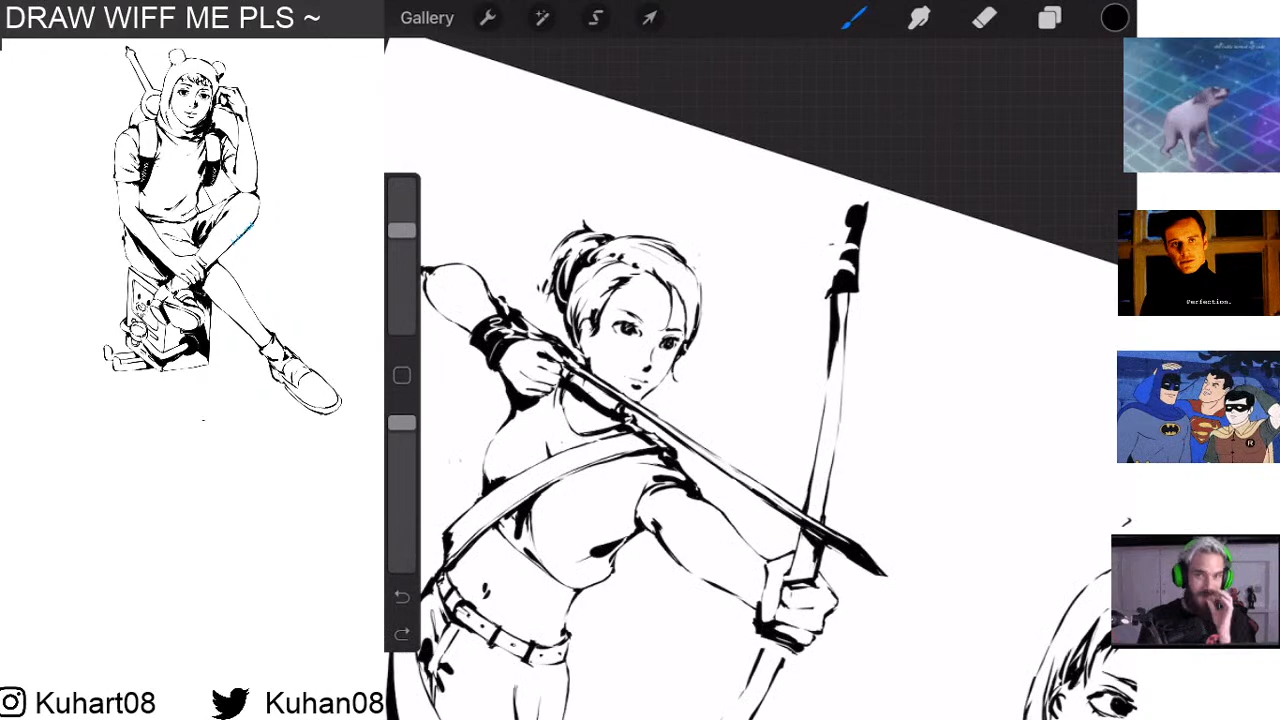 DRAW WIFF ME PLS ~
Gallery
Perfection.
R
Kuhart08
Kuhan08